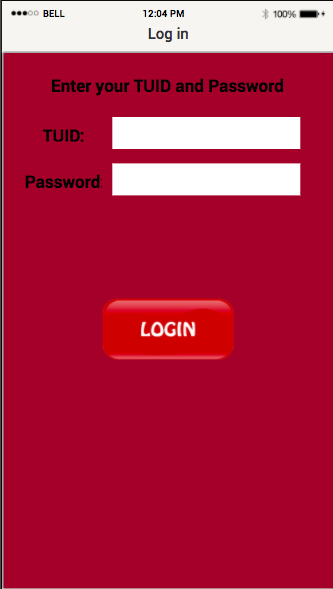 BELL 12:04 PM 100%
Log in
Enter your TUID and Password
TUID:
Password
LOGIN